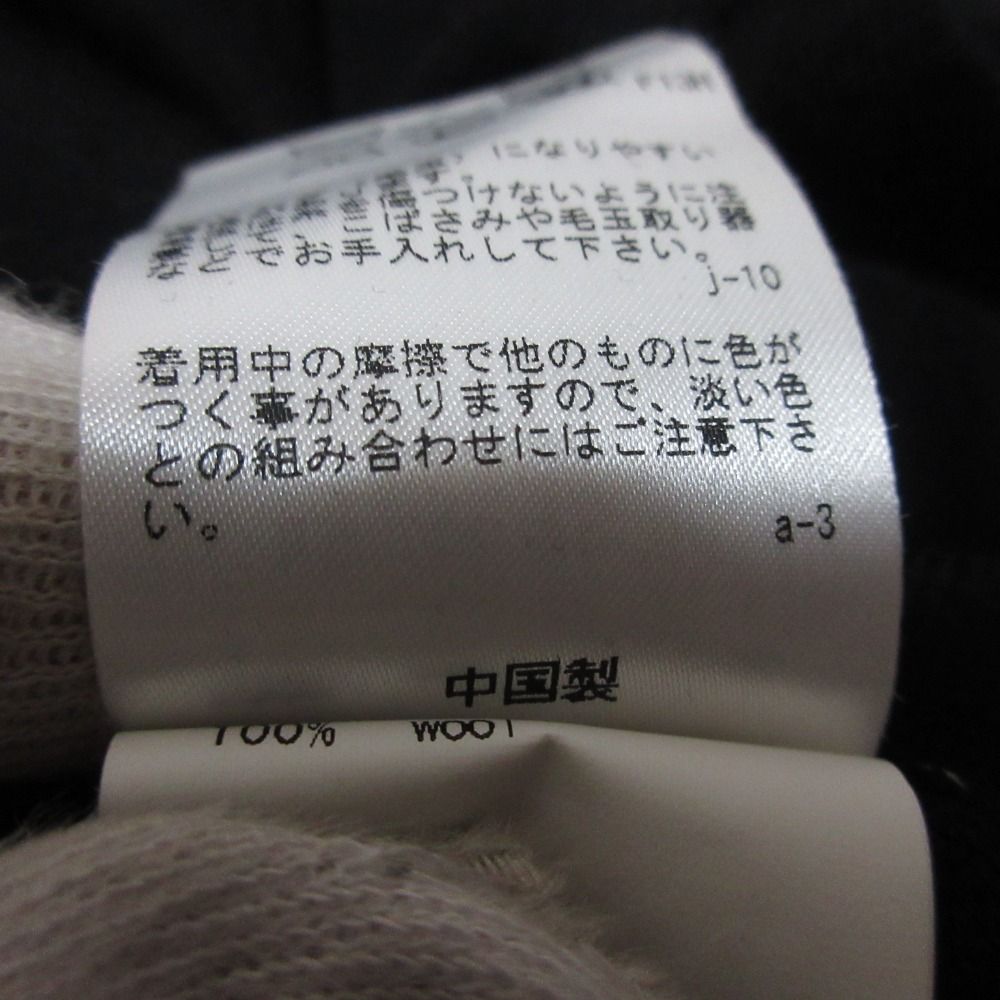 になりやすい
つけないように注
ばさみや毛玉取り器
でお手入れして下さい。
j-10
着用中の摩擦で他のものに色が
つく事がありますので、淡い色
との組み合わせにはご注意下さ
い。
a-3
中国製
100% wool